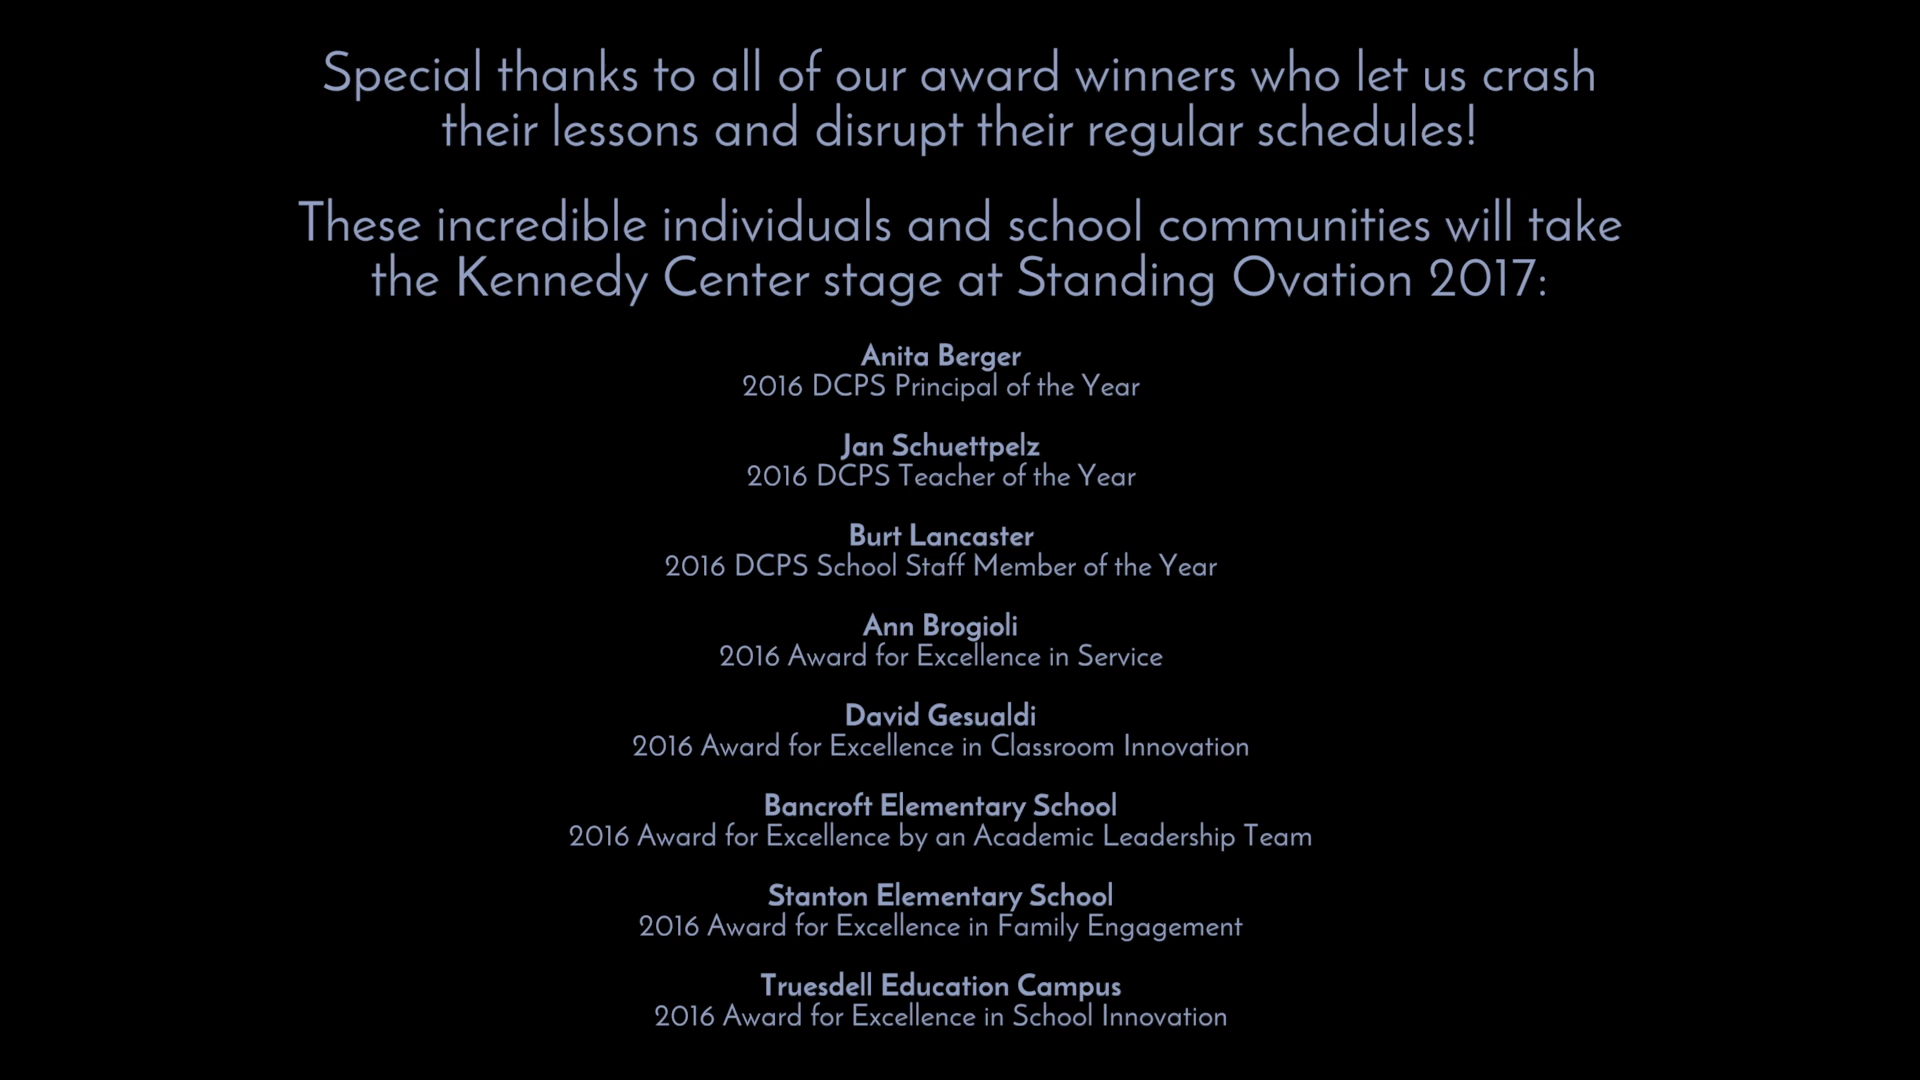 Special thanks to all of our award winners who let us crash
their lessons and disrupt their regular schedules!
These incredible individuals and school communities will take
the Kennedy Center stage at Standing Ovation 2017:
Anita Berger
2016 DCPS Principal of the Year
Jan Schuettpelz
2016 DCPS Teacher of the Year
Burt Lancaster
2016 DCPS School Staff Member of the Year
Ann Brogioli
2016 Award for Excellence in Service
David Gesualdi
2016 Award for Excellence in Classroom Innovation
Bancroft Elementary School
2016 Award for Excellence by an Academic Leadership Team
Stanton Elementary School
2016 Award for Excellence in Family Engagement
Truesdell Education Campus
2016 Award for Excellence in School Innovation